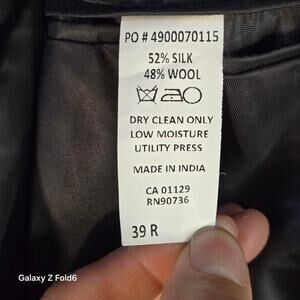 PO # 4900070115
52% SILK
48% WOOL
DRY CLEAN ONLY
LOW MOISTURE
UTILITY PRESS
MADE IN INDIA
CA 01129
RN90736
39 R
Galaxy Z Fold6